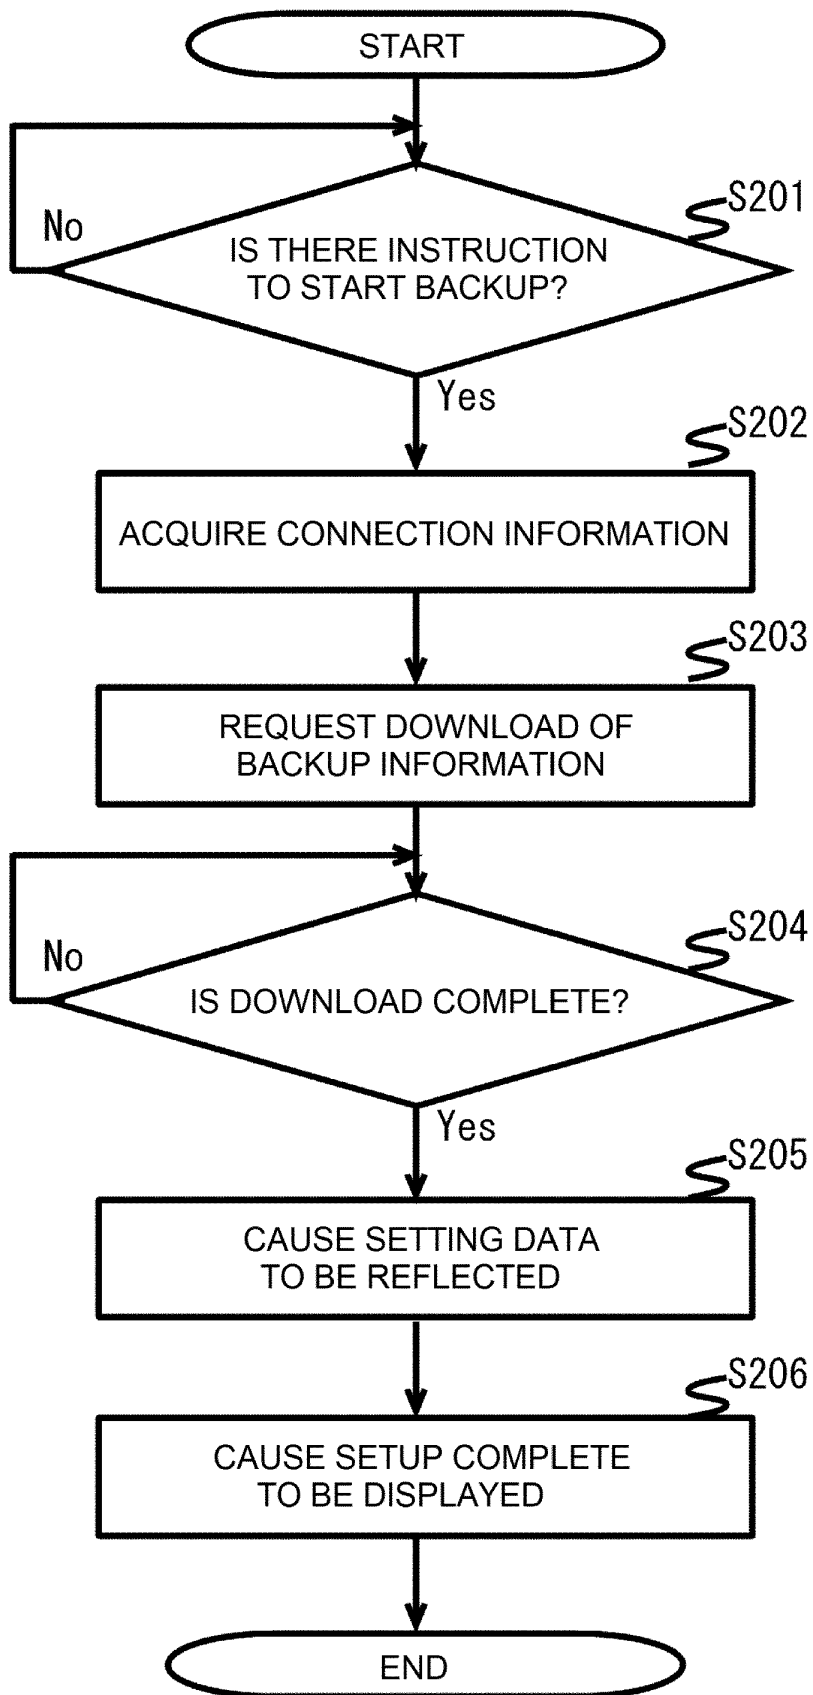 START
S201
No
IS THERE INSTRUCTION
TO START BACKUP?
Yes
S202
ACQUIRE CONNECTION INFORMATION
S203
REQUEST DOWNLOAD OF
BACKUP INFORMATION
S204
No
IS DOWNLOAD COMPLETE?
Yes
S205
CAUSE SETTING DATA
TO BE REFLECTED
S206
CAUSE SETUP COMPLETE
TO BE DISPLAYED
END